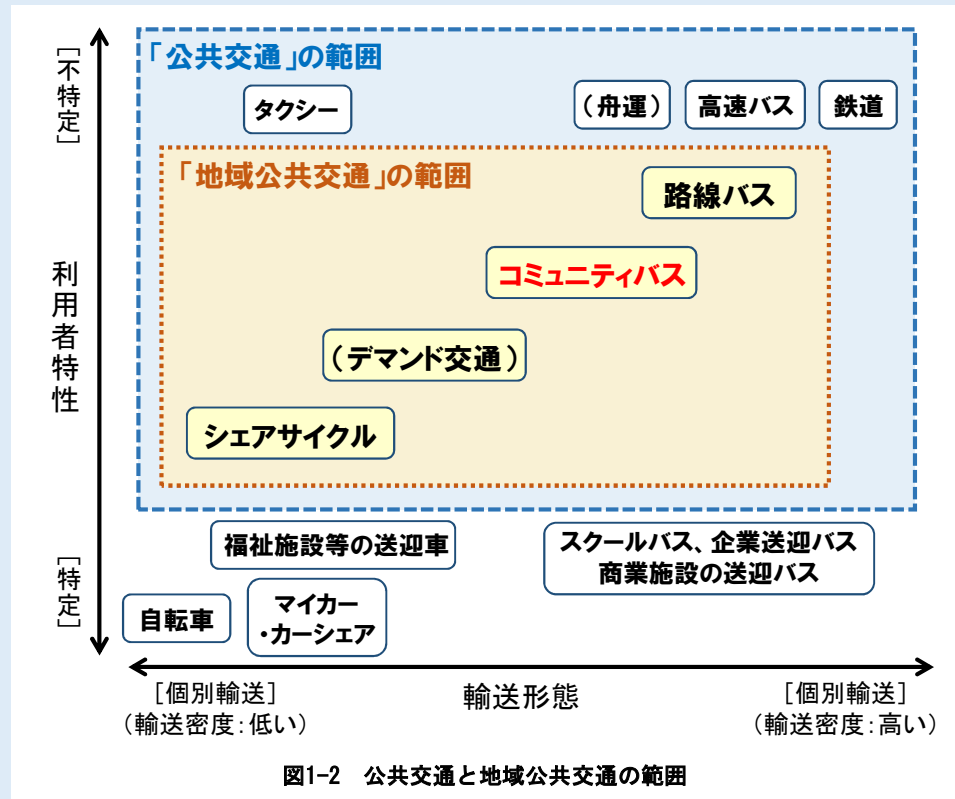 [不特定]
「公共交通」の範囲
タクシー
(舟運)
高速バス
鉄道
「地域公共交通」の範囲
路線バス
コミュニティバス
(デマンド交通)
シェアサイクル
利用者特性
[特定]
福祉施設等の送迎車
スクールバス、企業送迎バス
商業施設の送迎バス
自転車
マイカー
・カーシェア
[個別輸送]
(輸送密度:低い)
輸送形態
[個別輸送]
(輸送密度:高い)
図1-2 公共交通と地域公共交通の範囲